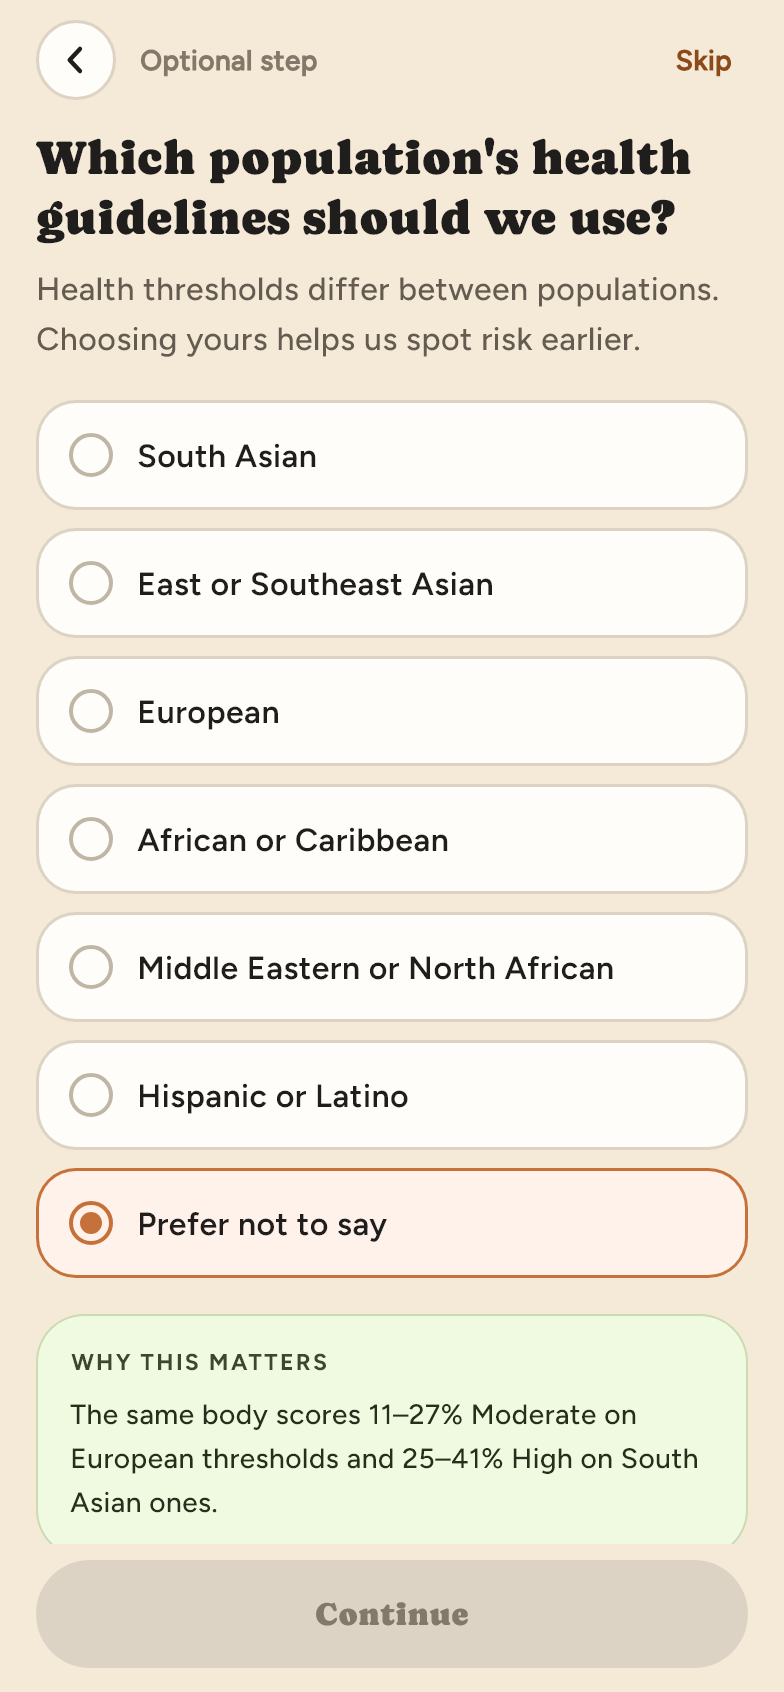 Optional step
Skip
Which population's health
guidelines should we use?
Health thresholds differ between populations.
Choosing yours helps us spot risk earlier.
South Asian
East or Southeast Asian
European
African or Caribbean
Middle Eastern or North African
Hispanic or Latino
Prefer not to say
WHY THIS MATTERS
The same body scores 11–27% Moderate on
European thresholds and 25–41% High on South
Asian ones.
Continue